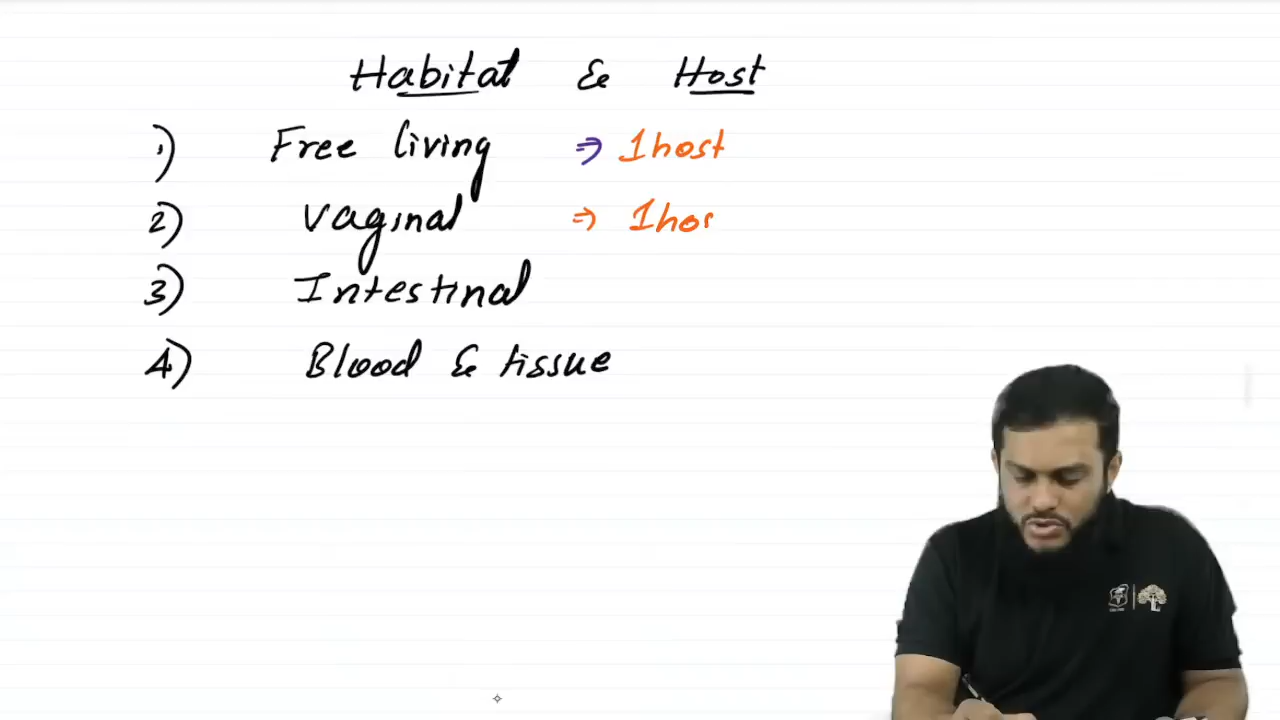 Habitat & Host
1) Free living ⇒ 1host
2) Vaginal ⇒ 1hos
3) Intestinal
4) Blood & tissue